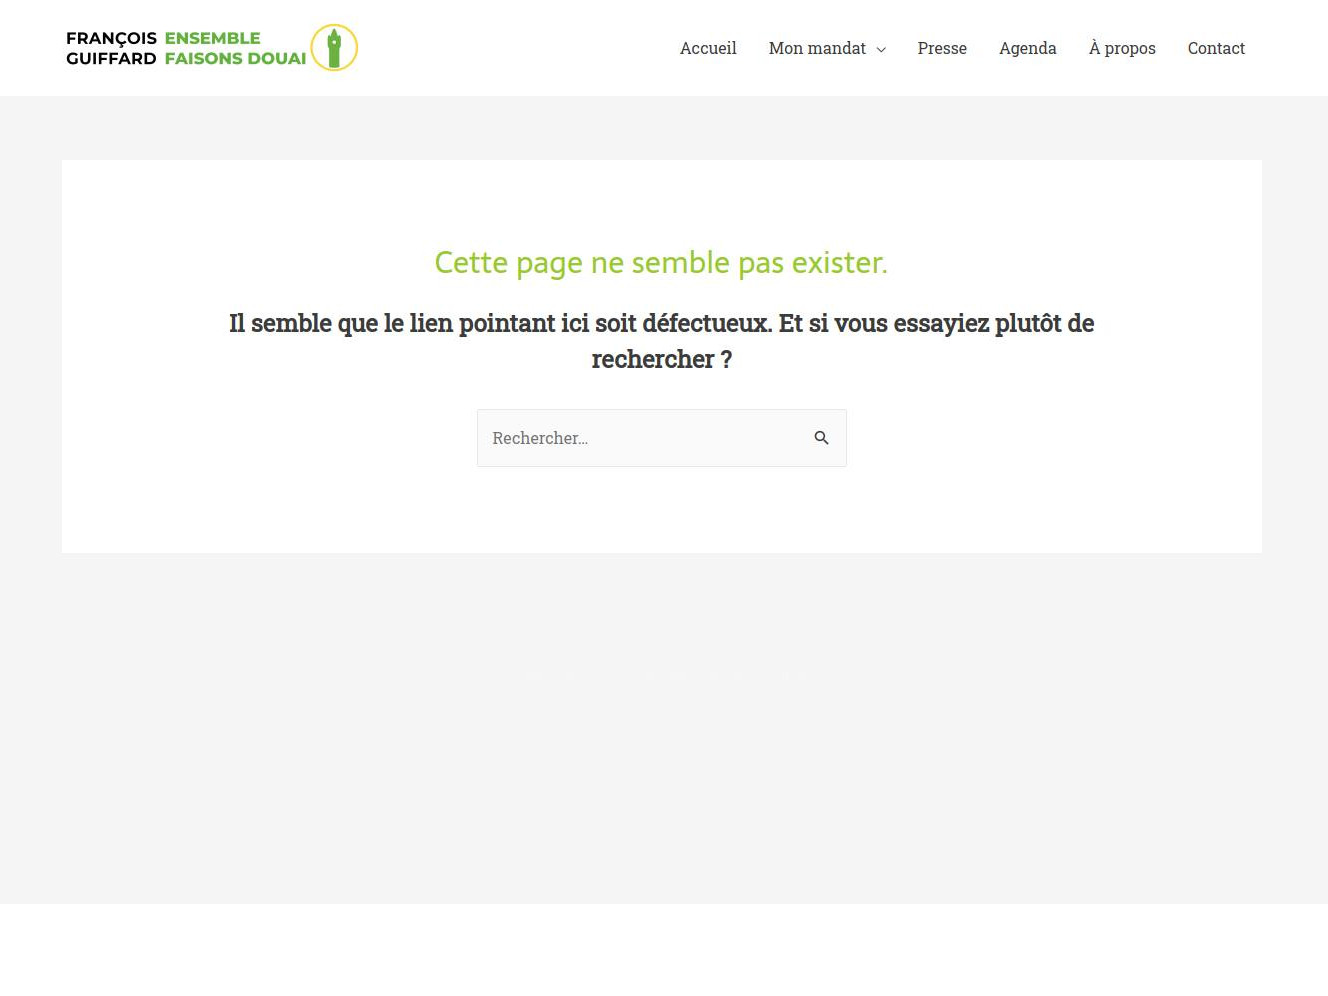 FRANÇOIS ENSEMBLE
GUIFFARD FAISONS DOUAI
Accueil Mon mandat Presse Agenda À propos Contact
Cette page ne semble pas exister.
Il semble que le lien pointant ici soit défectueux. Et si vous essayiez plutôt de
rechercher ?
Rechercher…